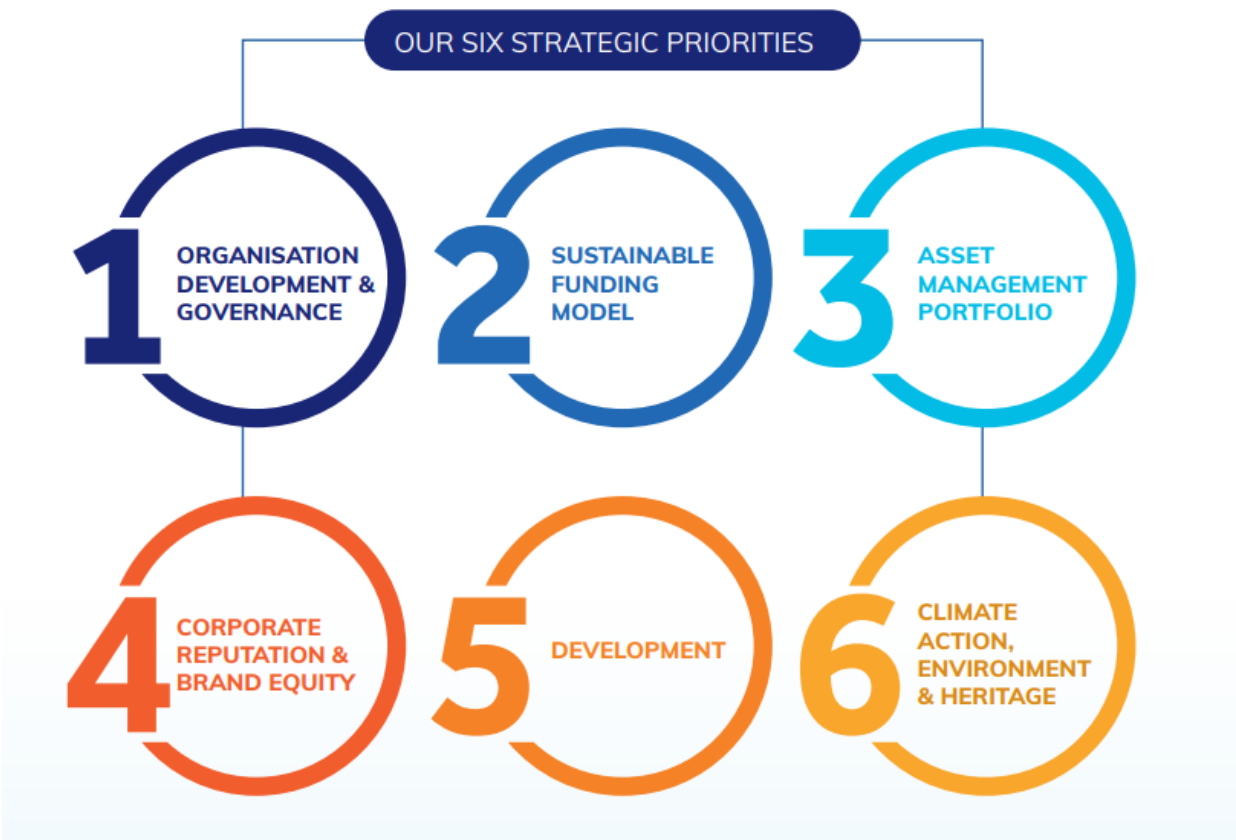 OUR SIX STRATEGIC PRIORITIES
1
ORGANISATION
DEVELOPMENT &
GOVERNANCE
2
SUSTAINABLE
FUNDING
MODEL
3
ASSET
MANAGEMENT
PORTFOLIO
4
CORPORATE
REPUTATION &
BRAND EQUITY
5
DEVELOPMENT
6
CLIMATE
ACTION,
ENVIRONMENT
& HERITAGE